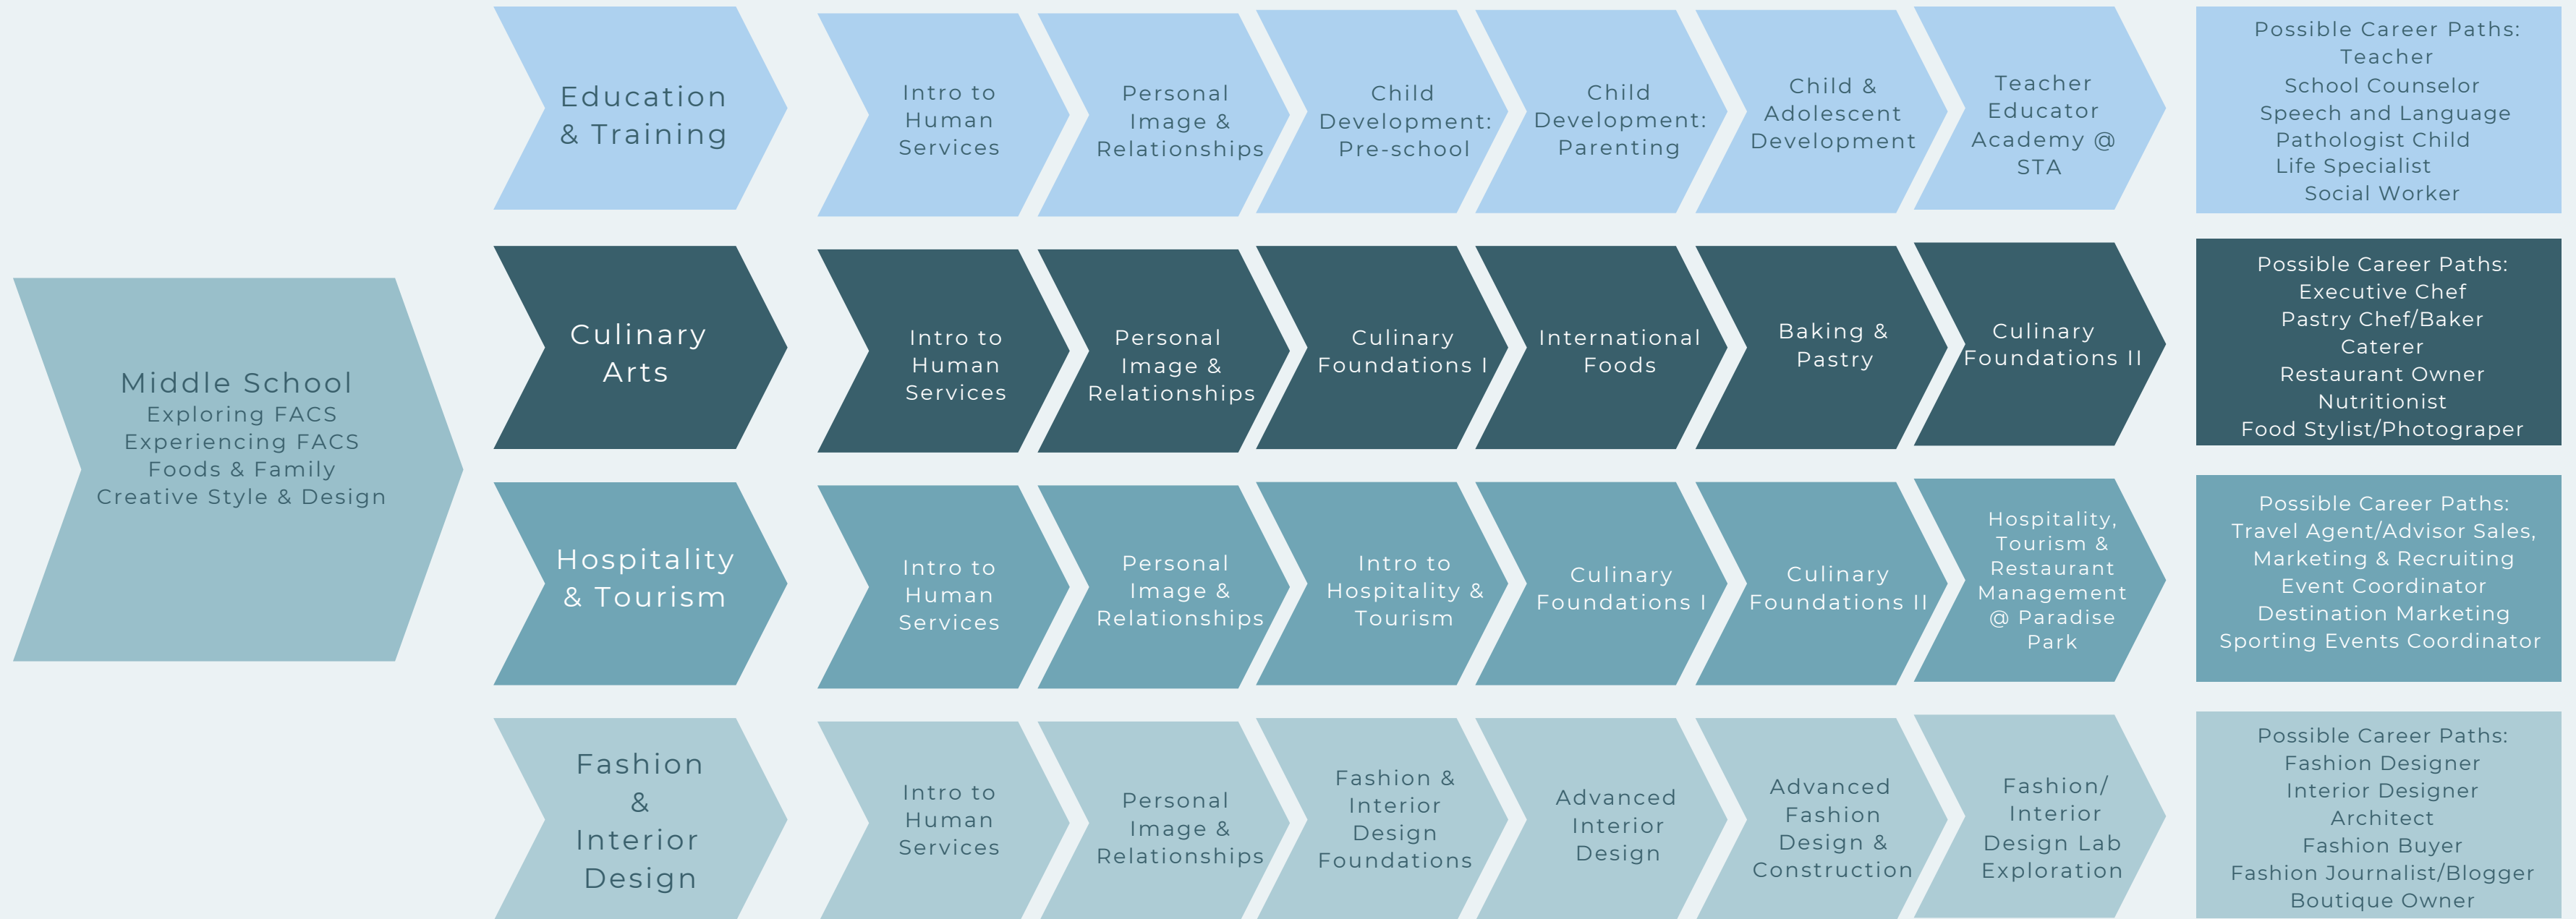 Middle School
Exploring FACS
Experiencing FACS
Foods & Family
Creative Style & Design
Education
& Training
Intro to
Human
Services
Personal
Image &
Relationships
Child
Development:
Pre-school
Child
Development:
Parenting
Child &
Adolescent
Development
Teacher
Educator
Academy @
STA
Possible Career Paths:
Teacher
School Counselor
Speech and Language
Pathologist Child
Life Specialist
Social Worker
Culinary
Arts
Intro to
Human
Services
Personal
Image &
Relationships
Culinary
Foundations I
International
Foods
Baking &
Pastry
Culinary
Foundations II
Possible Career Paths:
Executive Chef
Pastry Chef/Baker
Caterer
Restaurant Owner
Nutritionist
Food Stylist/Photograper
Hospitality
& Tourism
Intro to
Human
Services
Personal
Image &
Relationships
Intro to
Hospitality &
Tourism
Culinary
Foundations I
Culinary
Foundations II
Hospitality,
Tourism &
Restaurant
Management
@ Paradise
Park
Possible Career Paths:
Travel Agent/Advisor Sales,
Marketing & Recruiting
Event Coordinator
Destination Marketing
Sporting Events Coordinator
Fashion
&
Interior
Design
Intro to
Human
Services
Personal
Image &
Relationships
Fashion &
Interior
Design
Foundations
Advanced
Interior
Design
Advanced
Fashion
Design &
Construction
Fashion/
Interior
Design Lab
Exploration
Possible Career Paths:
Fashion Designer
Interior Designer
Architect
Fashion Buyer
Fashion Journalist/Blogger
Boutique Owner